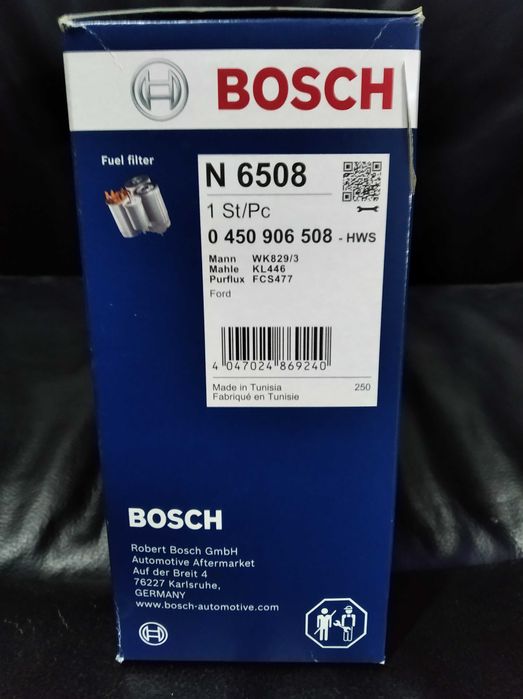 BOSCH
Fuel filter
N 6508
1 St/Pc
0 450 906 508 - HWS
Mann WK829/3
Mahle KL446
Purflux FCS477
Ford
4 047024 869240
Made in Tunisia 250
Fabriqué en Tunisie
BOSCH
Robert Bosch GmbH
Automotive Aftermarket
Auf der Breit 4
76227 Karlsruhe,
GERMANY
www.bosch-automotive.com